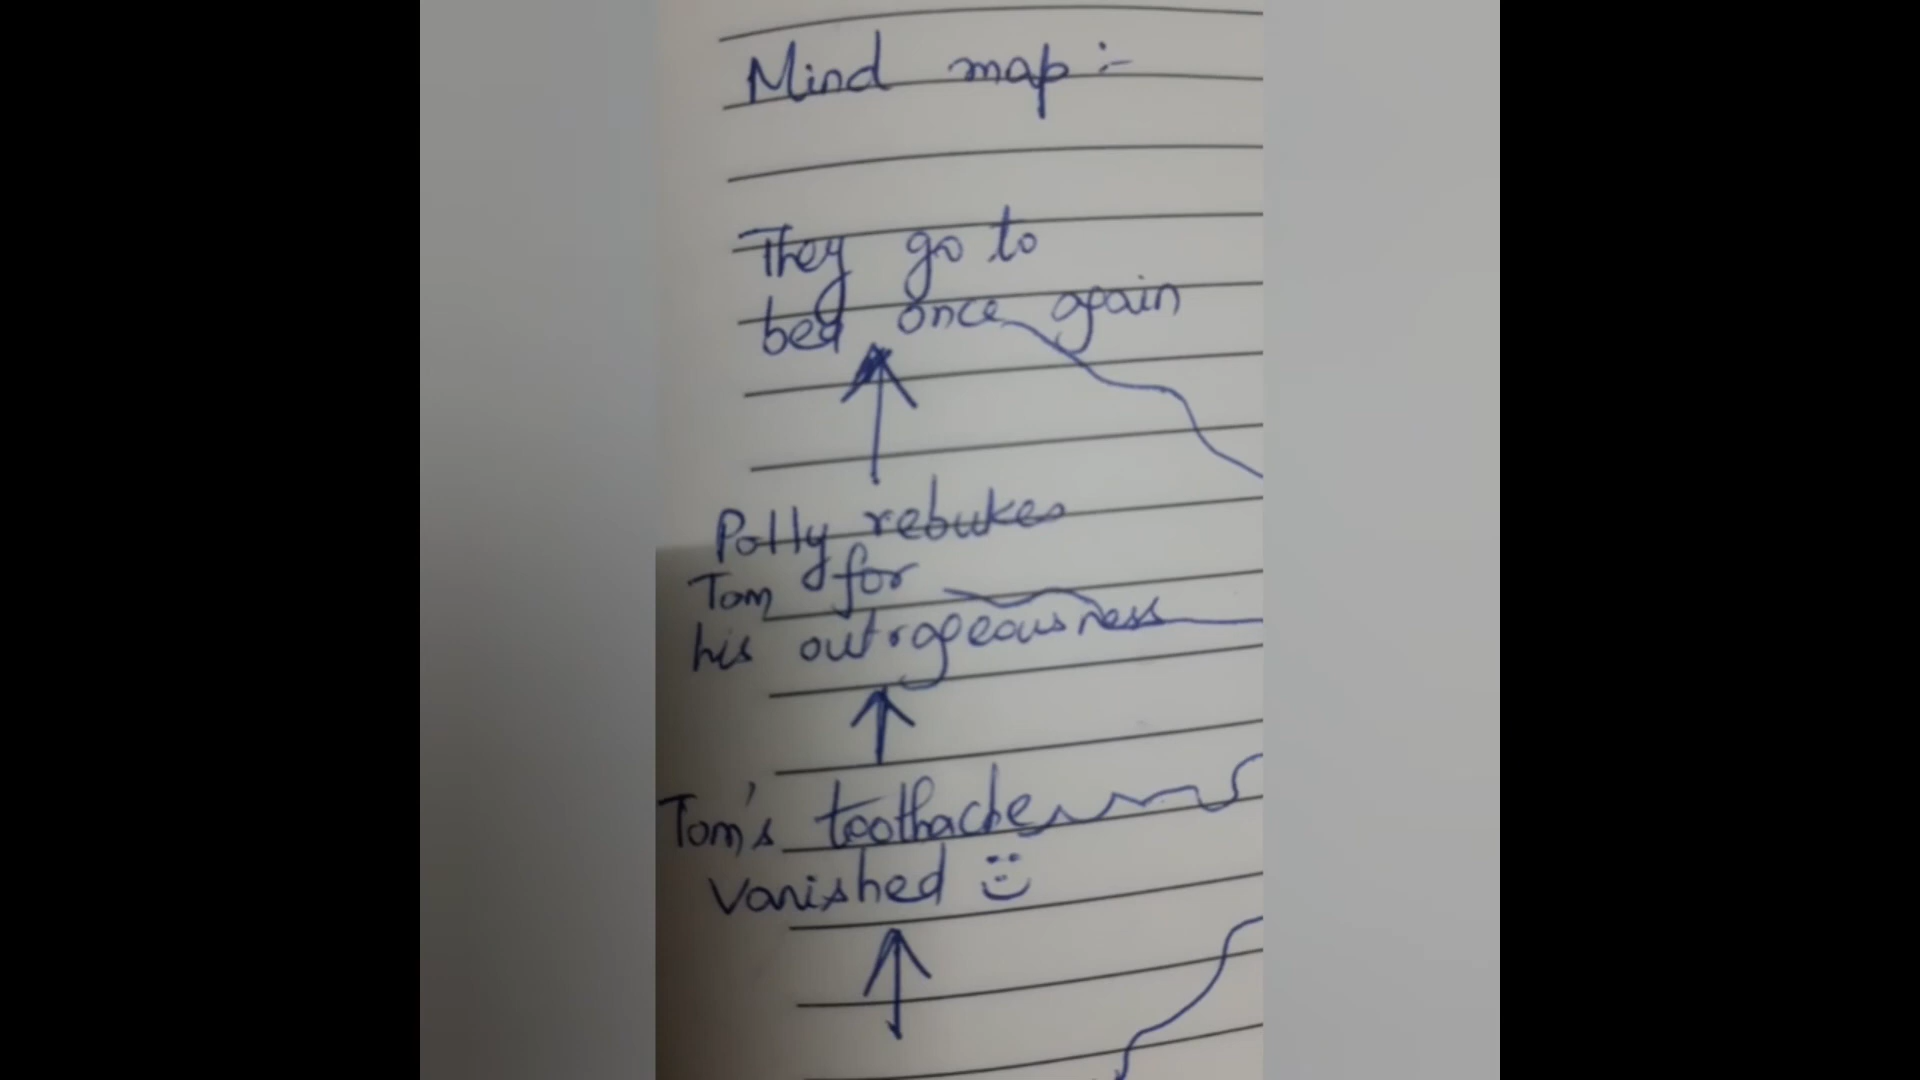 Mind map :-
They go to
bed once again
Polly rebukes
Tom for
his outrageousness
Tom's toothache
vanished